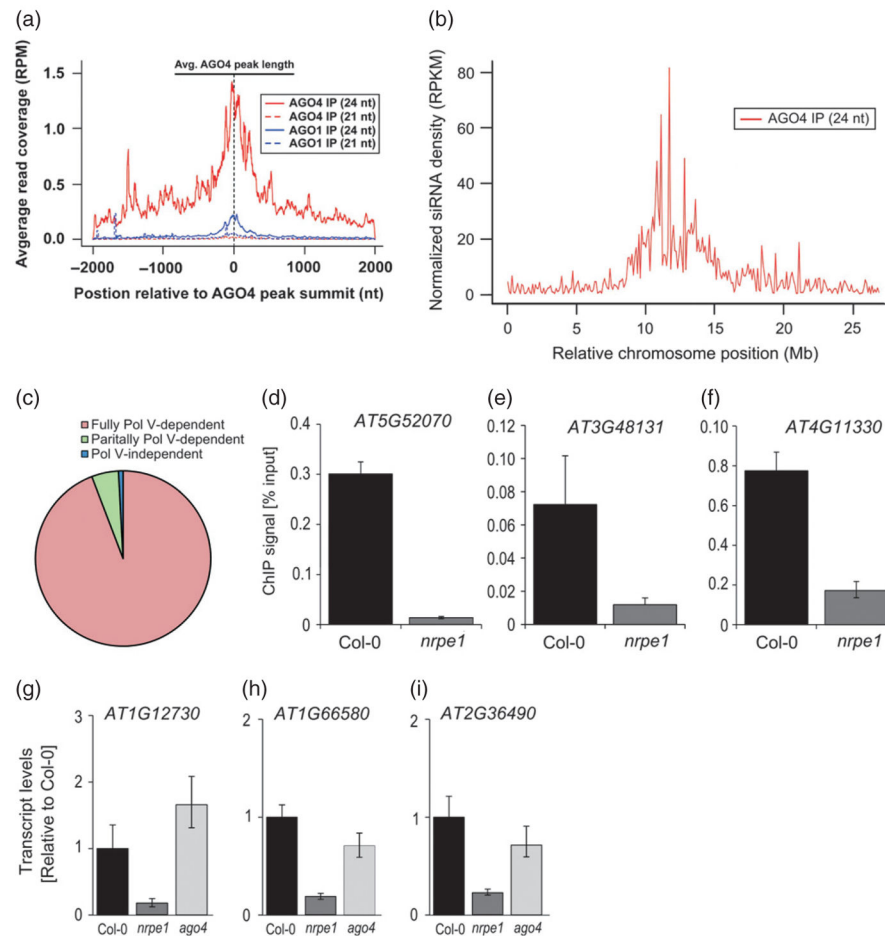 (a)
Avgerage read coverage (RPM)
1.5
1.0
0.5
0.0
Avg. AGO4 peak length
AGO4 IP (24 nt)
AGO4 IP (21 nt)
AGO1 IP (24 nt)
AGO1 IP (21 nt)
−2000 −1000 0 1000 2000
Postion relative to AGO4 peak summit (nt)
(b)
Normalized siRNA density (RPKM)
80
60
40
20
0
AGO4 IP (24 nt)
0 5 10 15 20 25
Relative chromosome position (Mb)
(c)
Fully Pol V-dependent
Paritally Pol V-dependent
Pol V-independent
(d)
AT5G52070
ChIP signal [% input]
0.4
0.3
0.2
0.1
0
Col-0 nrpe1
(e)
AT3G48131
0.12
0.10
0.08
0.06
0.04
0.02
0
Col-0 nrpe1
(f)
AT4G11330
0.10
0.8
0.6
0.4
0.2
0
Col-0 nrpe1
(g)
AT1G12730
Transcript levels
[Relative to Col-0]
3
2
1
0
Col-0 nrpe1 ago4
(h)
AT1G66580
2
1
0
Col-0 nrpe1 ago4
(i)
AT2G36490
2
1
0
Col-0 nrpe1 ago4